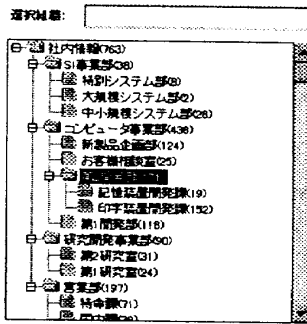 選択組織:
社内情報(763)
SI事業部(38)
特別システム部(8)
大規模システム部(2)
中小規模システム部(28)
コンピュータ事業部(436)
新製品企画部(124)
お客様相談室(25)
記憶装置開発課(19)
印字装置開発課(152)
第1開発部(116)
研究開発事業部(90)
第2研究室(31)
第1研究室(24)
営業部(197)
特命課(71)